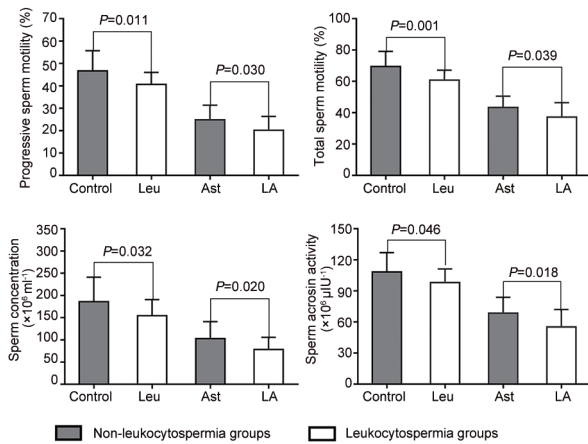 Progressive sperm motility (%)
70
60
50
40
30
20
10
0
P=0.011
P=0.030
Control Leu Ast LA
Total sperm motility (%)
100
80
60
40
20
0
P=0.001
P=0.039
Control Leu Ast LA
Sperm concentration
(×10⁶ ml⁻¹)
350
300
250
200
150
100
50
0
P=0.032
P=0.020
Control Leu Ast LA
Sperm acrosin activity
(×10⁶ µIU⁻¹)
150
120
90
60
30
0
P=0.046
P=0.018
Control Leu Ast LA
Non-leukocytospermia groups Leukocytospermia groups